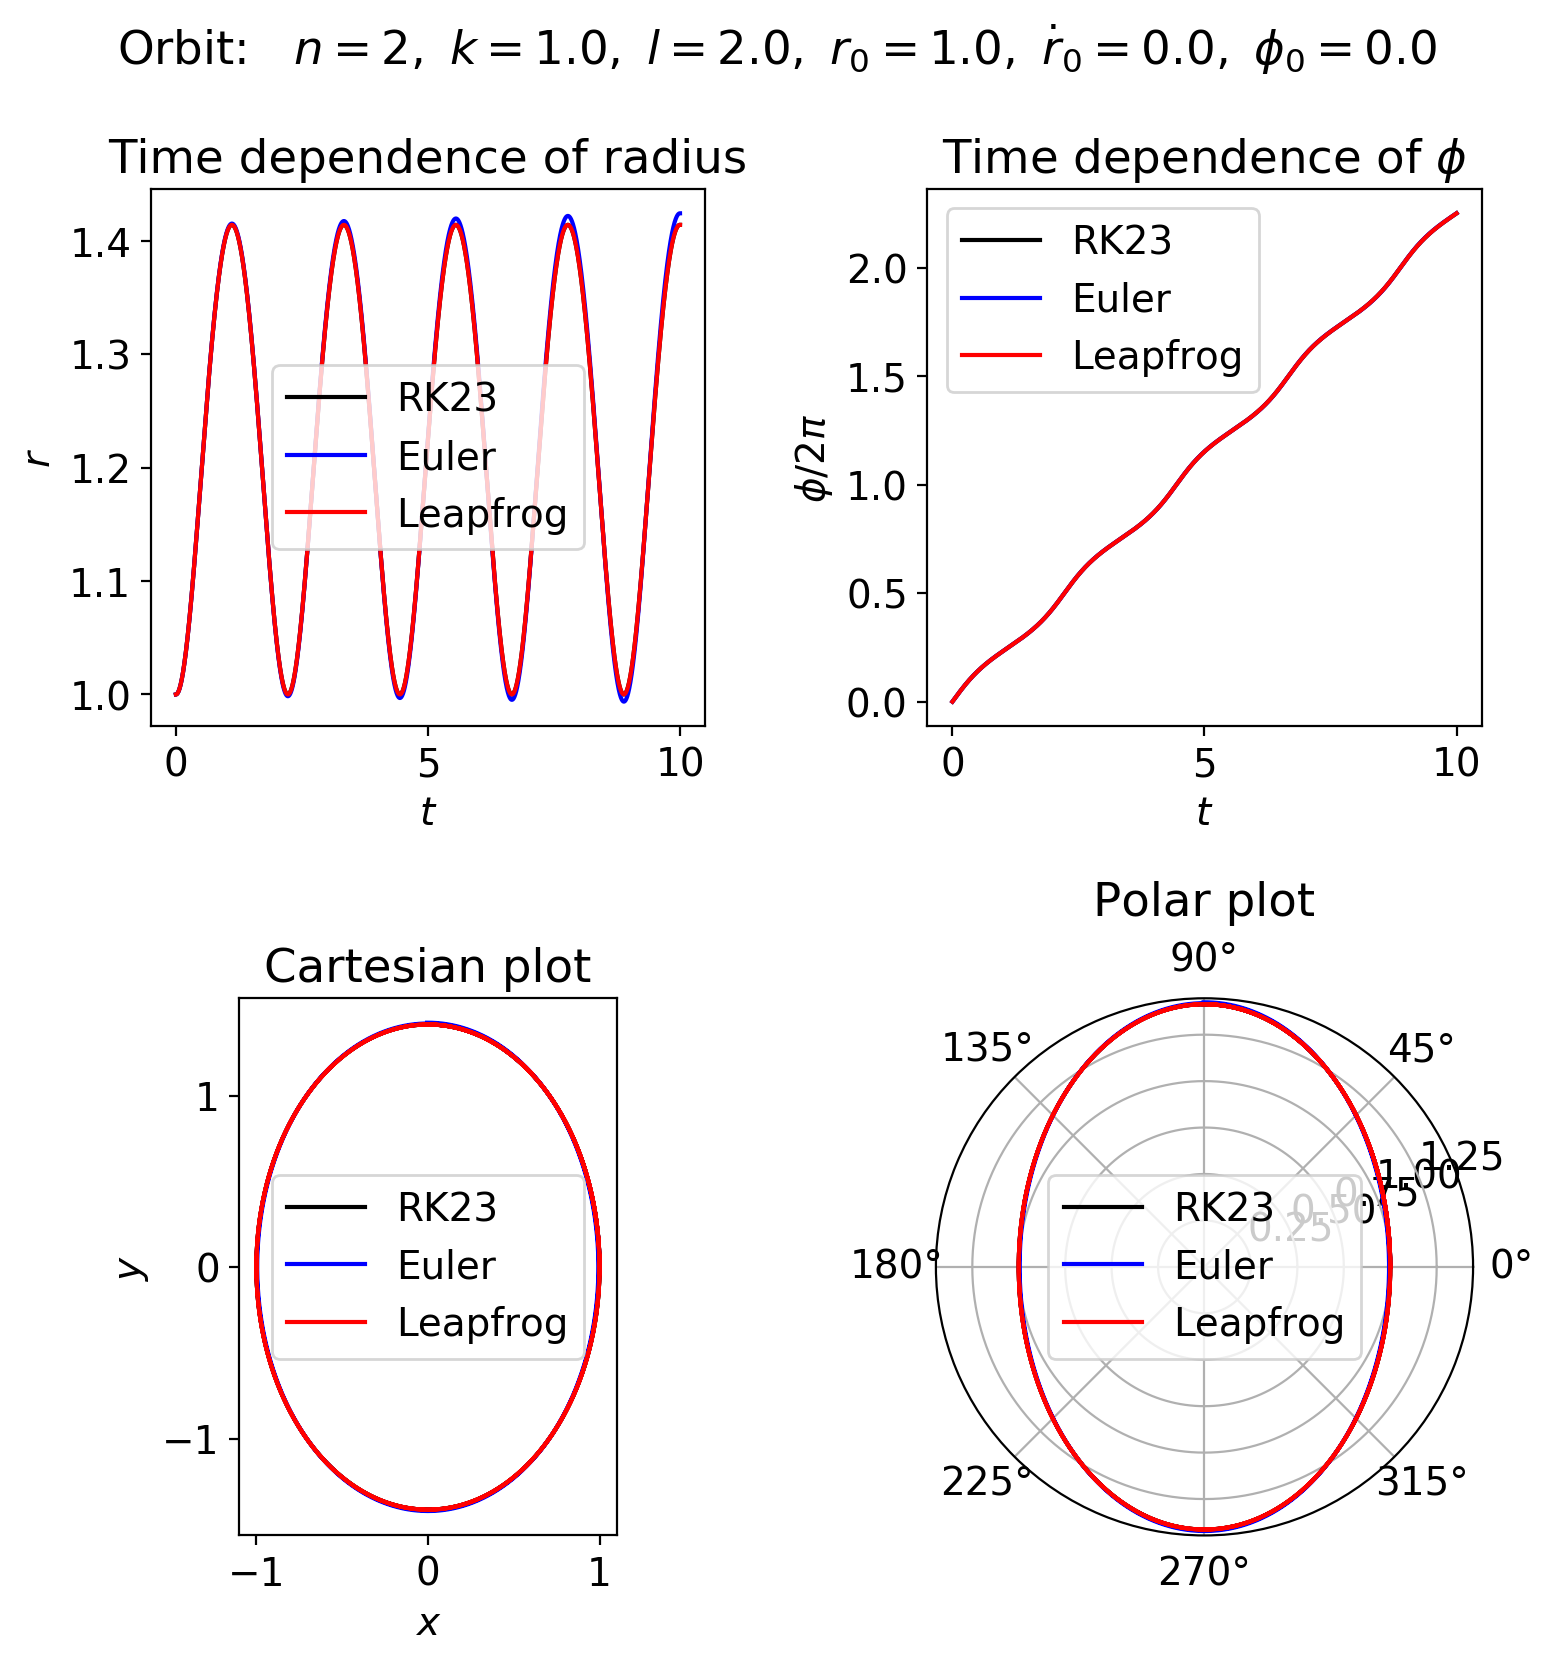 Orbit: n = 2, k = 1.0, l = 2.0, r₀ = 1.0, ṙ₀ = 0.0, ϕ₀ = 0.0
Time dependence of radius
1.4
1.3
1.2
1.1
1.0
r
RK23
Euler
Leapfrog
0 5 10
t
Time dependence of ϕ
2.0
1.5
1.0
0.5
0.0
ϕ/2π
RK23
Euler
Leapfrog
0 5 10
t
Cartesian plot
1
0
−1
y
RK23
Euler
Leapfrog
−1 0 1
x
Polar plot
90°
135° 45°
1.25
1.00
0.75
0.50
0.25
RK23
Euler
Leapfrog
180° 0°
225° 315°
270°